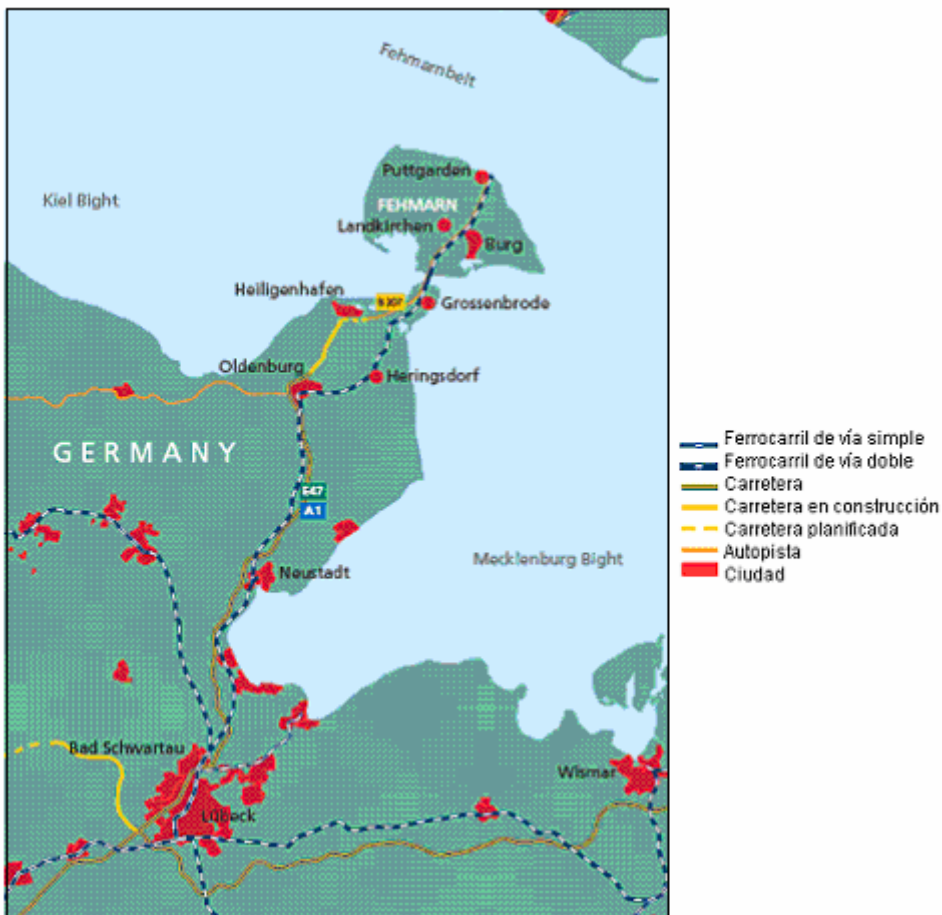 Fehmarnbelt
Puttgarden
Kiel Bight
FEHMARN
Landkirchen
Burg
Heiligenhafen
B207
Grossenbrode
Oldenburg
Heringsdorf
GERMANY
E47
A1
Neustadt
Mecklenburg Bight
Bad Schwartau
Wismar
Lübeck
Ferrocarril de vía simple
Ferrocarril de vía doble
Carretera
Carretera en construcción
Carretera planificada
Autopista
Ciudad